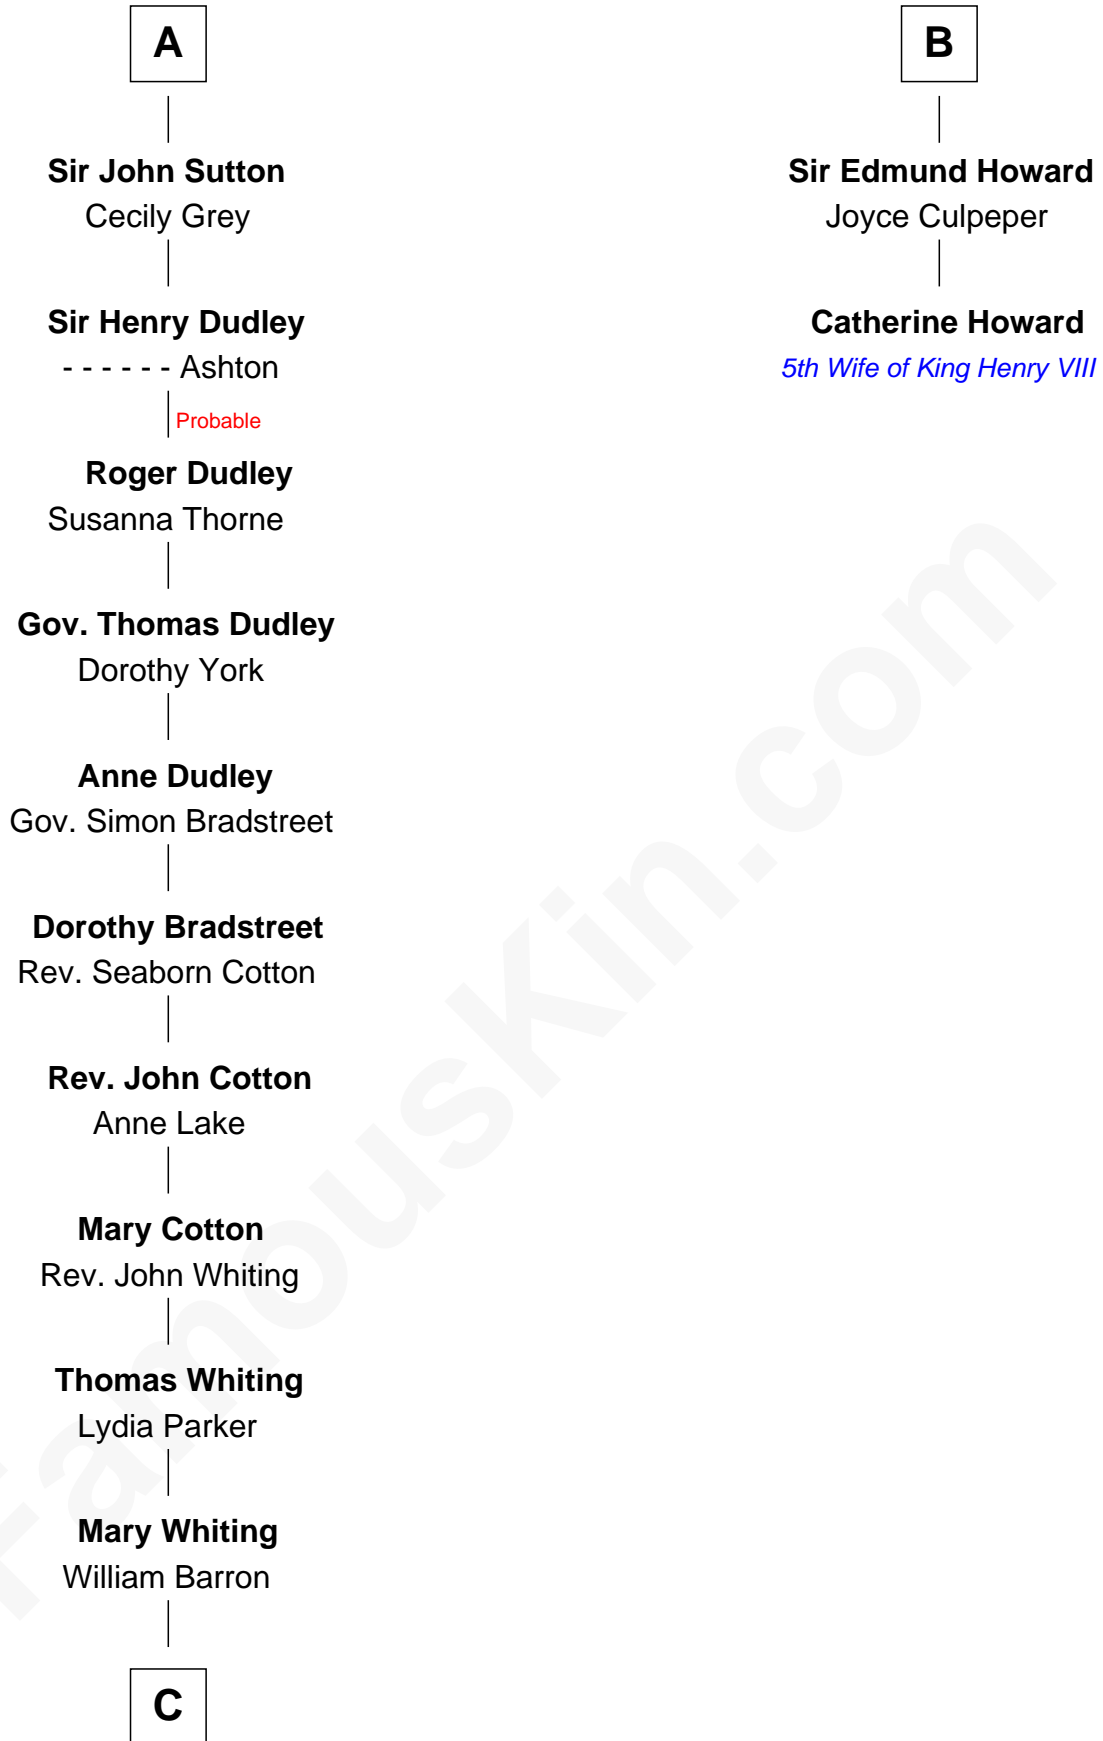 A
Sir John Sutton
Cecily Grey
Sir Henry Dudley
- - - - - - Ashton
Probable
Roger Dudley
Susanna Thorne
Gov. Thomas Dudley
Dorothy York
Anne Dudley
Gov. Simon Bradstreet
Dorothy Bradstreet
Rev. Seaborn Cotton
Rev. John Cotton
Anne Lake
Mary Cotton
Rev. John Whiting
Thomas Whiting
Lydia Parker
Mary Whiting
William Barron
C
B
Sir Edmund Howard
Joyce Culpeper
Catherine Howard
5th Wife of King Henry VIII
FamousKin.com